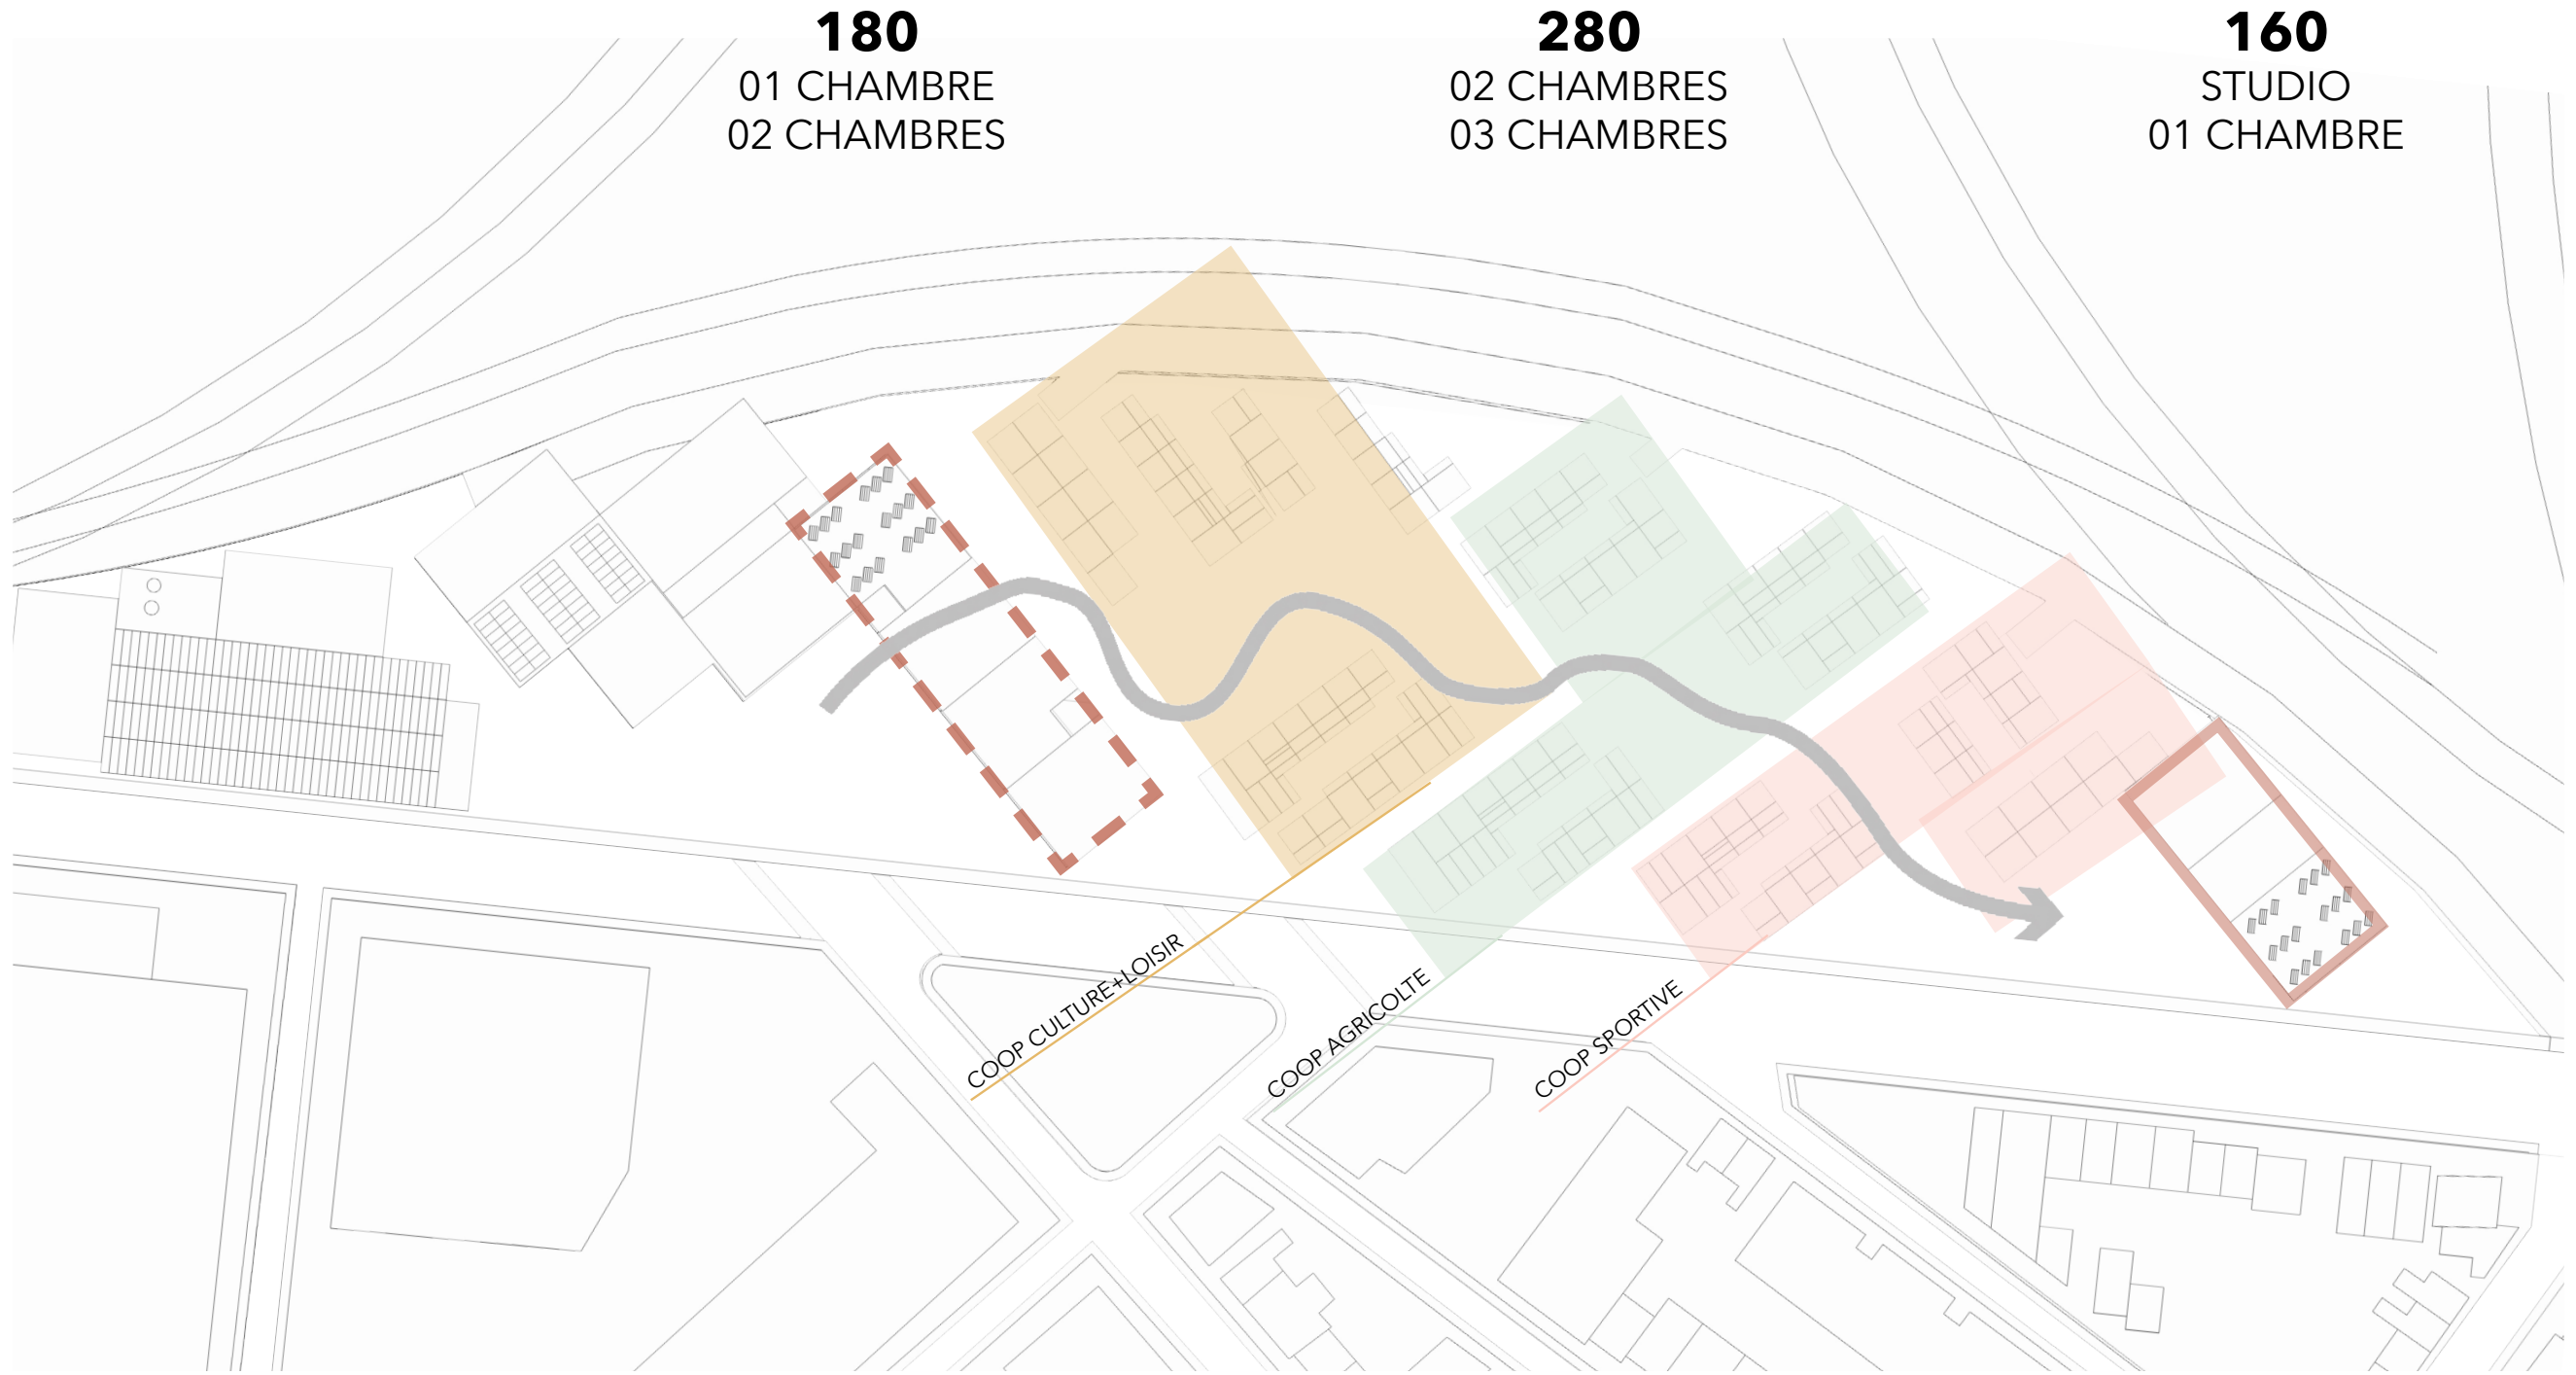 180
01 CHAMBRE
02 CHAMBRES
280
02 CHAMBRES
03 CHAMBRES
160
STUDIO
01 CHAMBRE
COOP CULTURE+LOISIR
COOP AGRICOLTE
COOP SPORTIVE